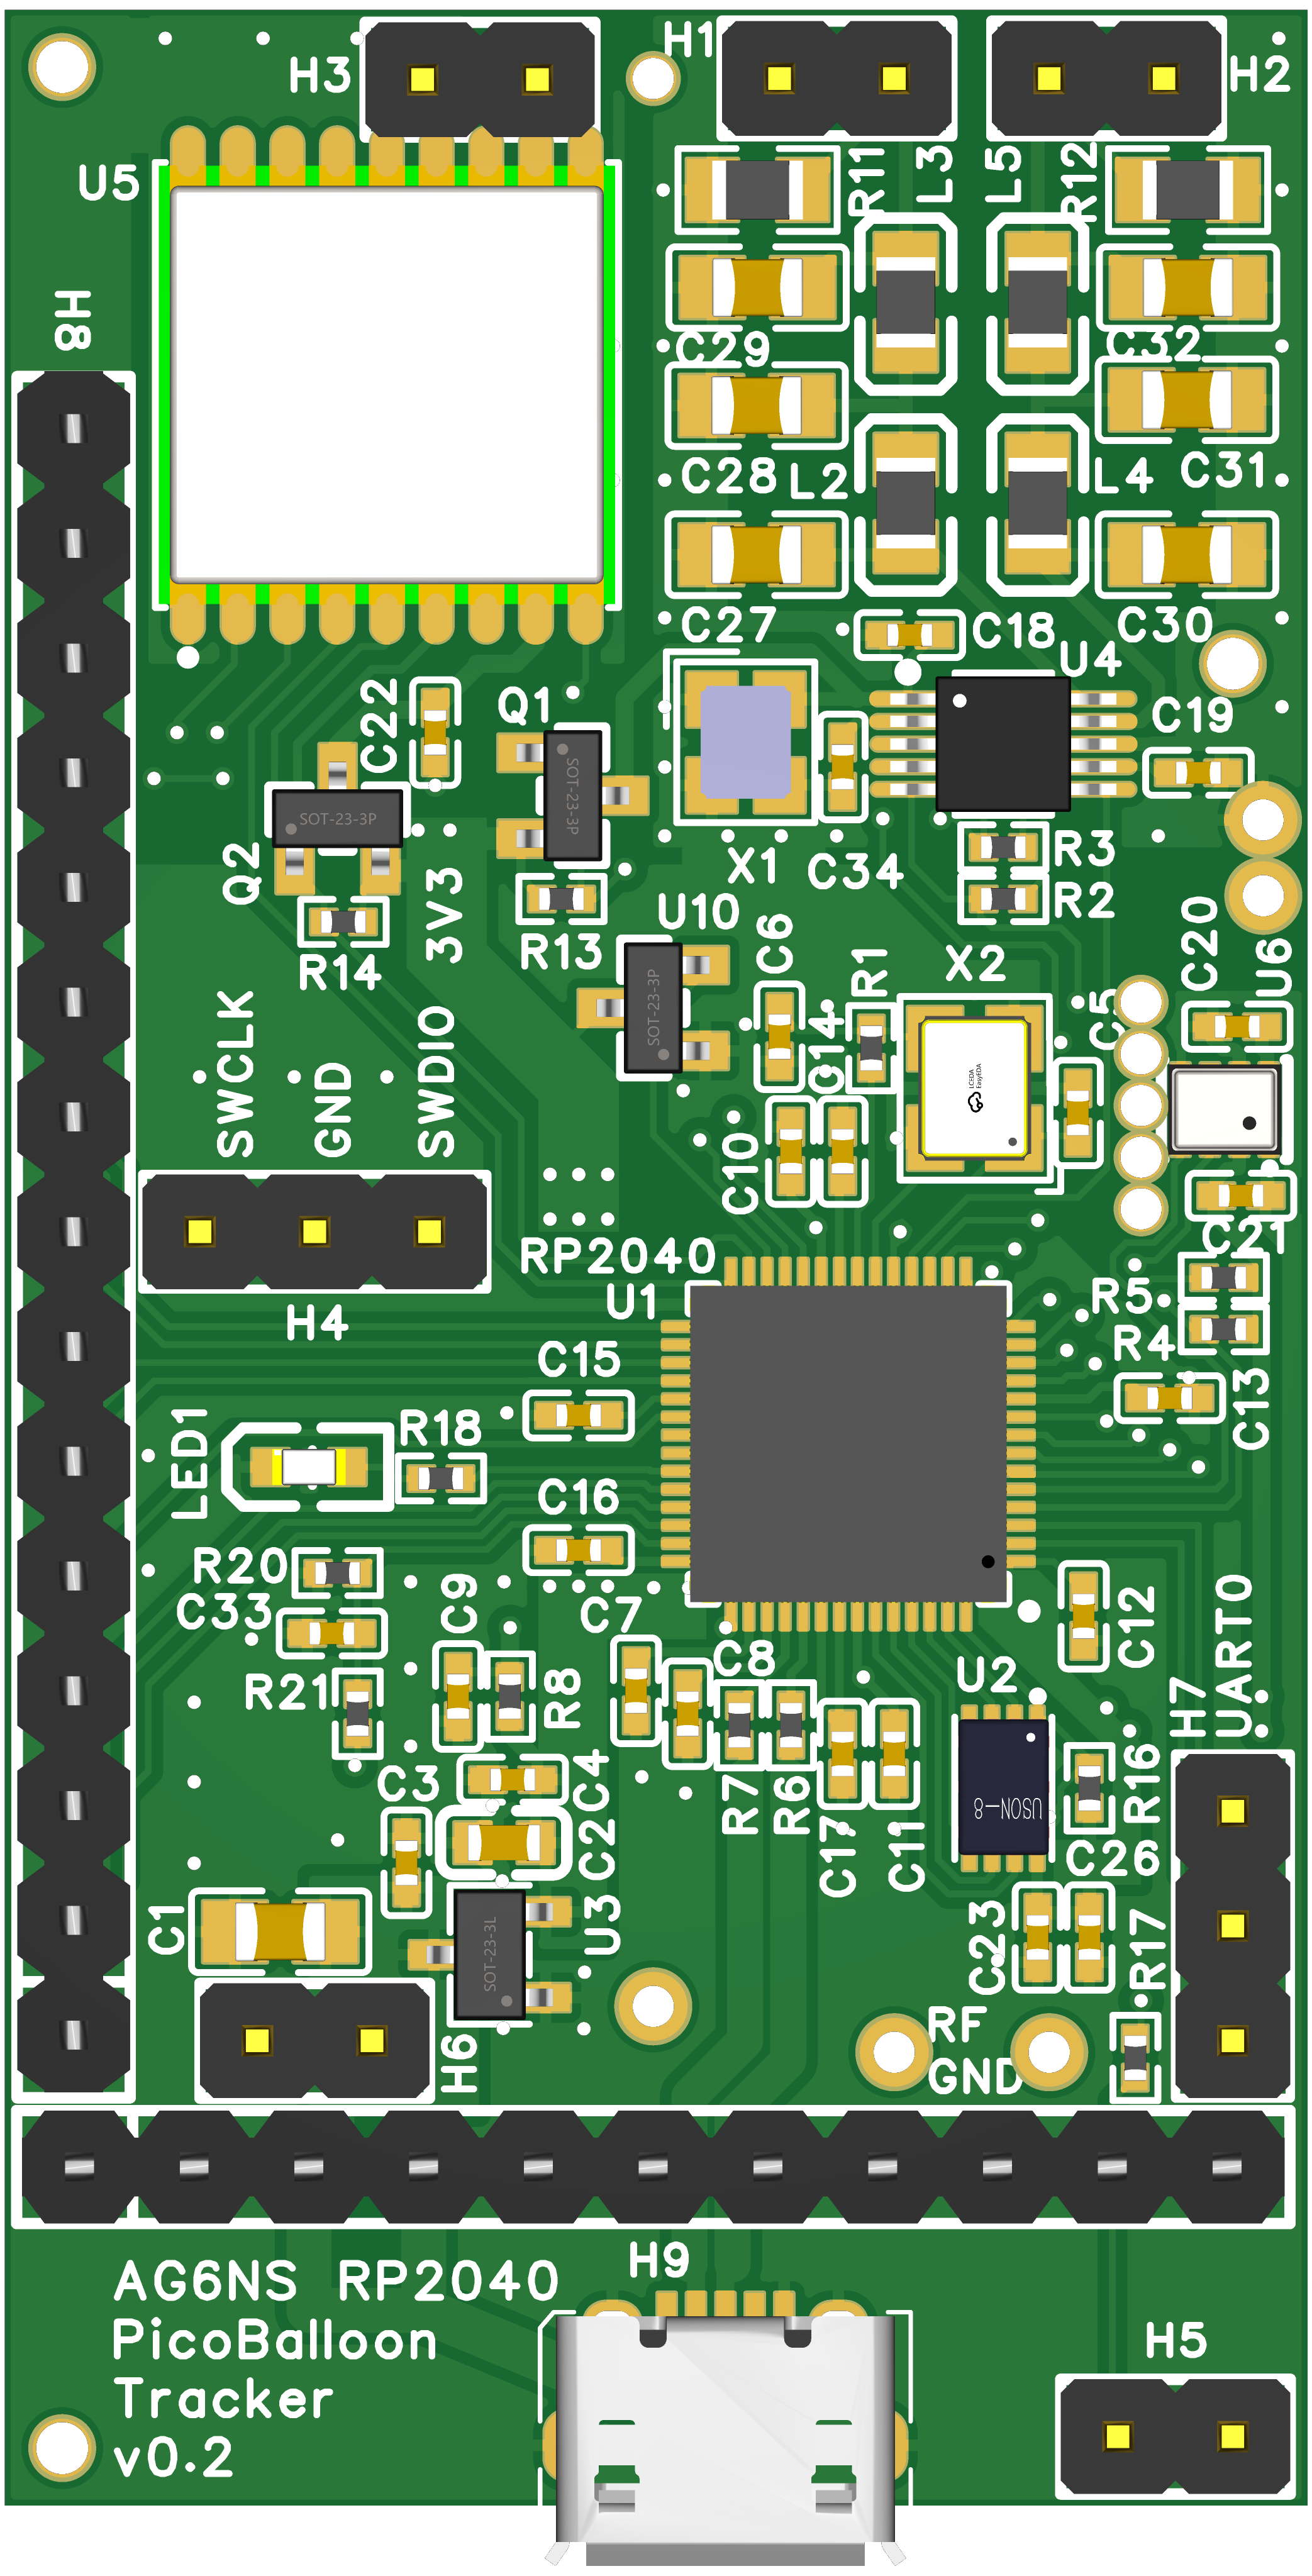 H3
H1
H2
U5
R11
L3
L5
R12
H8
C29
C32
C28
L2
L4
C31
C27
C18
C30
U4
C22
Q1
C19
SOT-23-3P
SOT-23-3P
Q2
3V3
X1
C34
R3
R2
R14
R13
U10
C6
R1
X2
C20
U6
SOT-23-3P
C14
C5
LCEDA
EasyEDA
SWCLK
GND
SWDIO
C10
C21
RP2040
U1
R5
H4
R4
C15
C13
LED1
R18
C16
R20
C33
C9
C7
C12
UART0
H7
R21
R8
C8
U2
C3
C4
R7
R6
C17
C11
USON-8
R16
C2
C26
C1
SOT-23-3L
U3
C23
R17
H6
RF
GND
H9
AG6NS RP2040
PicoBalloon
Tracker
v0.2
H5